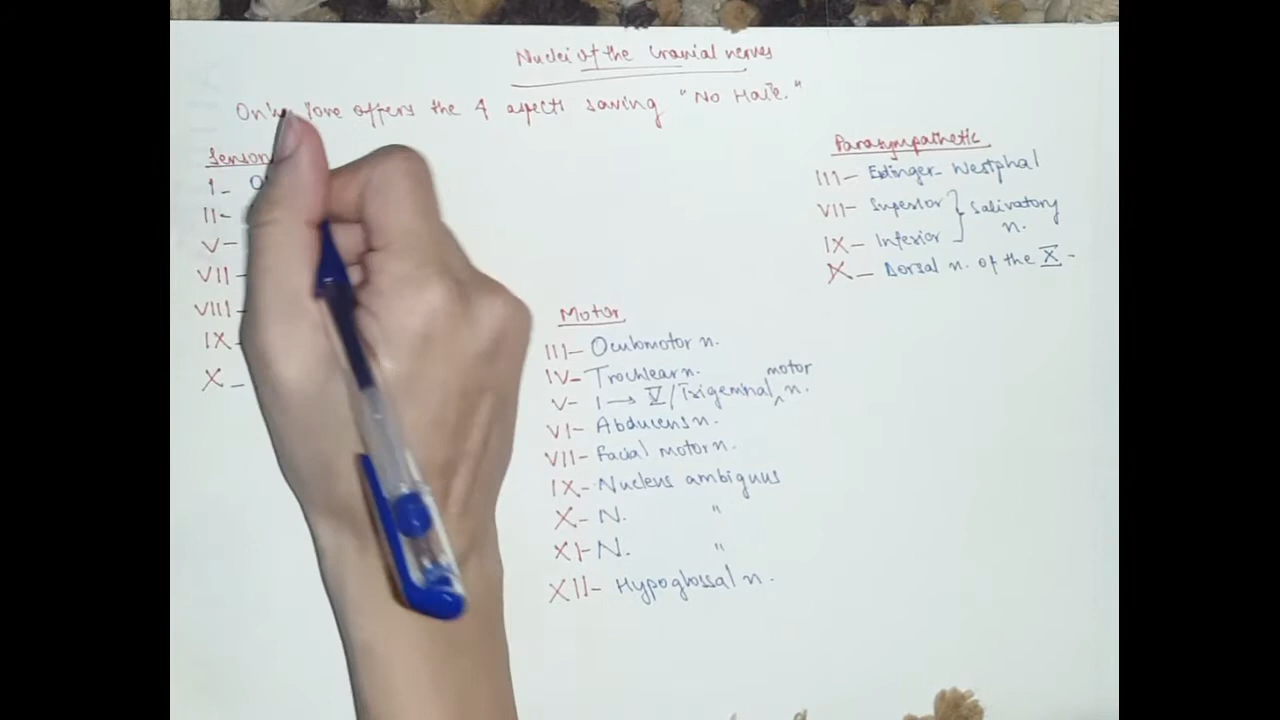 Nuclei of the cranial nerves
love offers the 4 aspects saving "No Hate."
Sensor
I-
II-
V-
VII-
VIII-
IX-
X-
Motor
III- Oculomotor n.
IV- Trochlear n.
V- I → V/Trigeminal motor n.
VI- Abducens n.
VII- Facial motor n.
IX- Nucleus ambiguus
X- N. "
XI- N. "
XII- Hypoglossal n.
Parasympathetic
III- Edinger-Westphal
VII- Superior } Salivatory n.
IX- Inferior
X- Dorsal n. of the X -